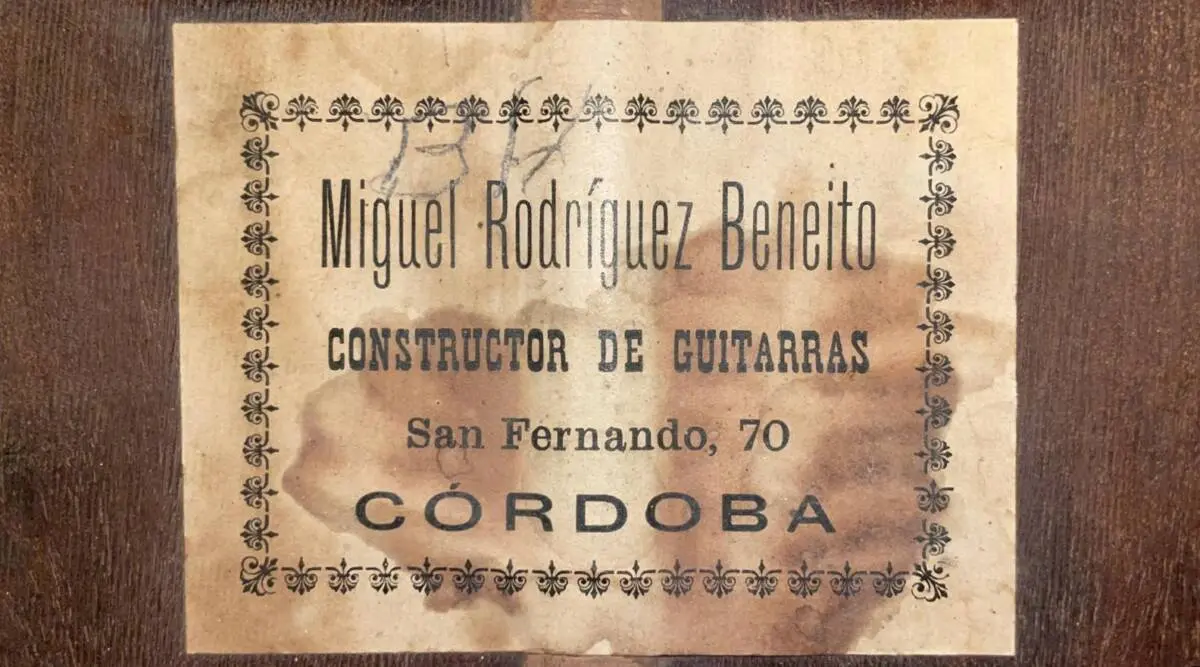 Miguel Rodríguez Beneito
CONSTRUCTOR DE GUITARRAS
San Fernando, 70
CÓRDOBA